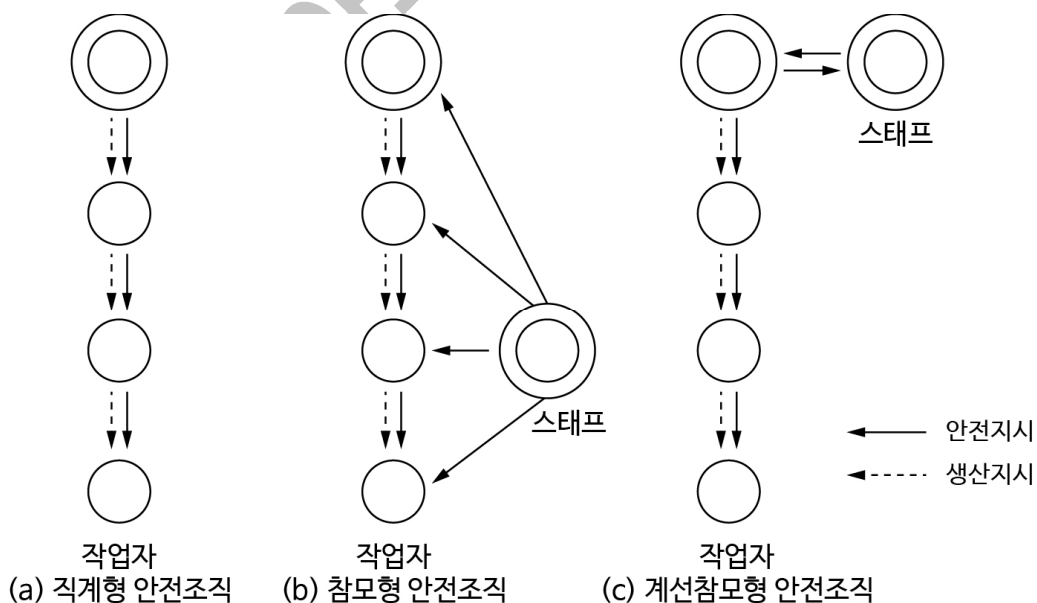 스태프
스태프
안전지시
생산지시
작업자
(a) 직계형 안전조직
작업자
(b) 참모형 안전조직
작업자
(c) 계선참모형 안전조직